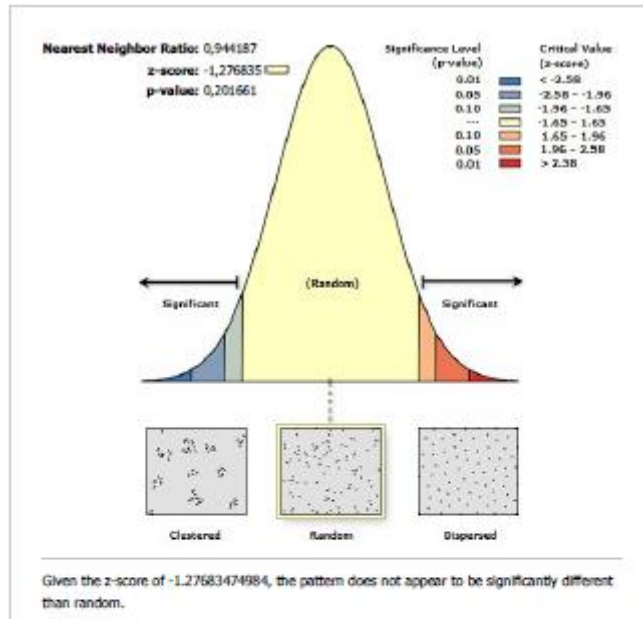 Nearest Neighbor Ratio: 0,944187
z-score: -1,276835
p-value: 0,201661
Significance Level
(p-value)
Critical Value
(z-score)
0.01 < -2.58
0.05 -2.58 - -1.96
0.10 -1.96 - -1.65
--- -1.65 - 1.65
0.10 1.65 - 1.96
0.05 1.96 - 2.58
0.01 > 2.58
(Random)
Significant
Significant
Clustered
Random
Dispersed
Given the z-score of -1.27683474984, the pattern does not appear to be significantly different
than random.